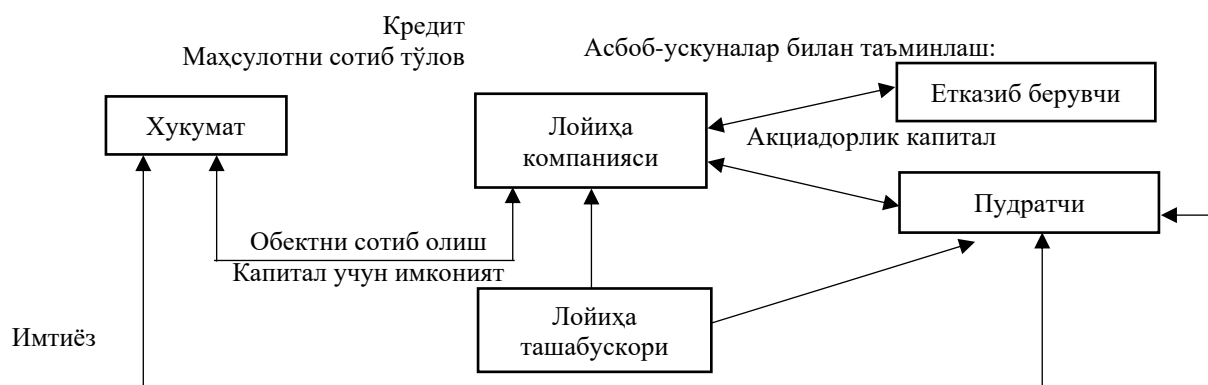 Кредит
Маҳсулотни сотиб тўлов
Асбоб-ускуналар билан таъминлаш:
Етказиб берувчи
Хукумат
Лойиҳа
компанияси
Акциадорлик капитал
Пудратчи
Обектни сотиб олиш
Капитал учун имконият
Лойиҳа
ташабускори
Имтиёз